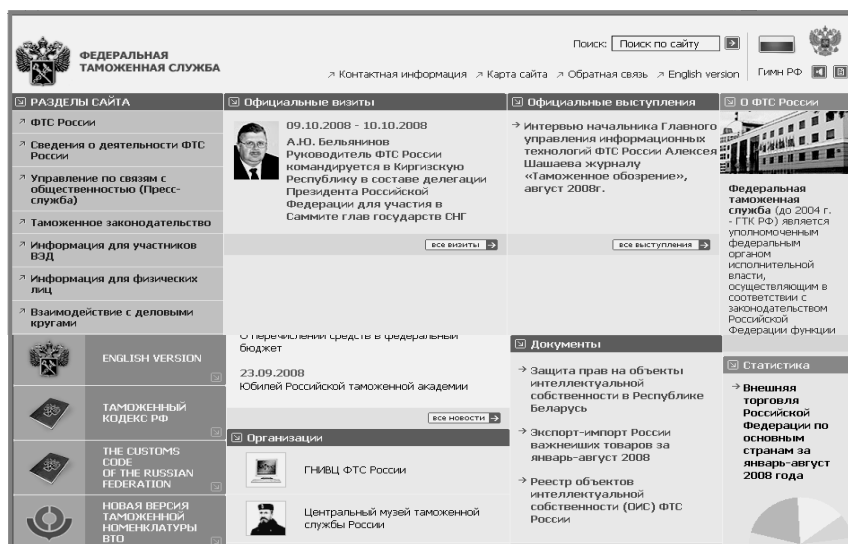 ФЕДЕРАЛЬНАЯ
ТАМОЖЕННАЯ СЛУЖБА
Поиск: Поиск по сайту
Контактная информация Карта сайта Обратная связь English version Гимн РФ
РАЗДЕЛЫ САЙТА
ФТС России
Сведения о деятельности ФТС
России
Управление по связям с
общественностью (Пресс-
служба)
Таможенное законодательство
Информация для участников
ВЭД
Информация для физических
лиц
Взаимодействие с деловыми
кругами
ENGLISH VERSION
ТАМОЖЕННЫЙ
КОДЕКС РФ
THE CUSTOMS
CODE
OF THE RUSSIAN
FEDERATION
НОВАЯ ВЕРСИЯ
ТАМОЖЕННОЙ
НОМЕНКЛАТУРЫ
ВТО
Официальные визиты
09.10.2008 - 10.10.2008
А.Ю. Бельянинов
Руководитель ФТС России
командируется в Киргизскую
Республику в составе делегации
Президента Российской
Федерации для участия в
Саммите глав государств СНГ
все визиты
О перечислении средств в федеральный
бюджет
23.09.2008
Юбилей Российской таможенной академии
все новости
Организации
ГНИВЦ ФТС России
Центральный музей таможенной
службы России
Официальные выступления
Интервью начальника Главного
управления информационных
технологий ФТС России Алексея
Шашаева журналу
«Таможенное обозрение»,
август 2008г.
все выступления
Документы
Защита прав на объекты
интеллектуальной
собственности в Республике
Беларусь
Экспорт-импорт России
важнейших товаров за
январь-август 2008
Реестр объектов
интеллектуальной
собственности (ОИС) ФТС
России
О ФТС России
Федеральная
таможенная
служба (до 2004 г.
- ГТК РФ) является
уполномоченным
федеральным
органом
исполнительной
власти,
осуществляющим в
соответствии с
законодательством
Российской
Федерации функции
Статистика
Внешняя
торговля
Российской
Федерации по
основным
странам за
январь-август
2008 года